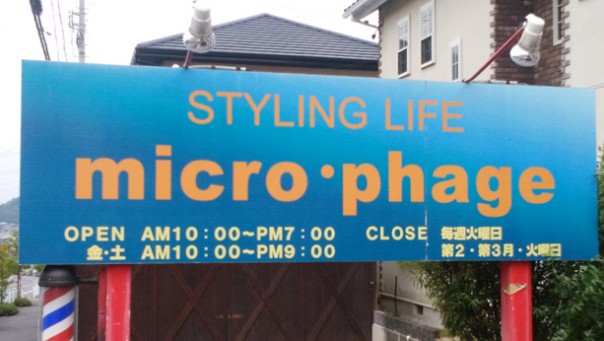 STYLING LIFE
micro・phage
OPEN AM10：00～PM7：00 CLOSE 毎週火曜日
金・土 AM10：00～PM9：00 第2・第3月・火曜日